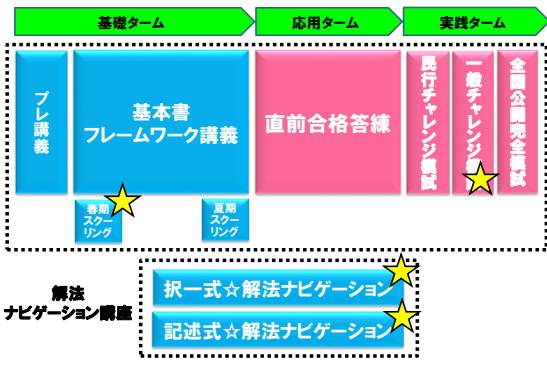 基礎ターム
応用ターム
実践ターム
プレ講義
基本書
フレームワーク講義
直前合格答練
民行チャレンジ模試
一般チャレンジ
全国公開完全模試
春期
スクー
リング
夏期
スクー
リング
解法
ナビゲーション講座
択一式☆解法ナビゲーション
記述式☆解法ナビゲーション